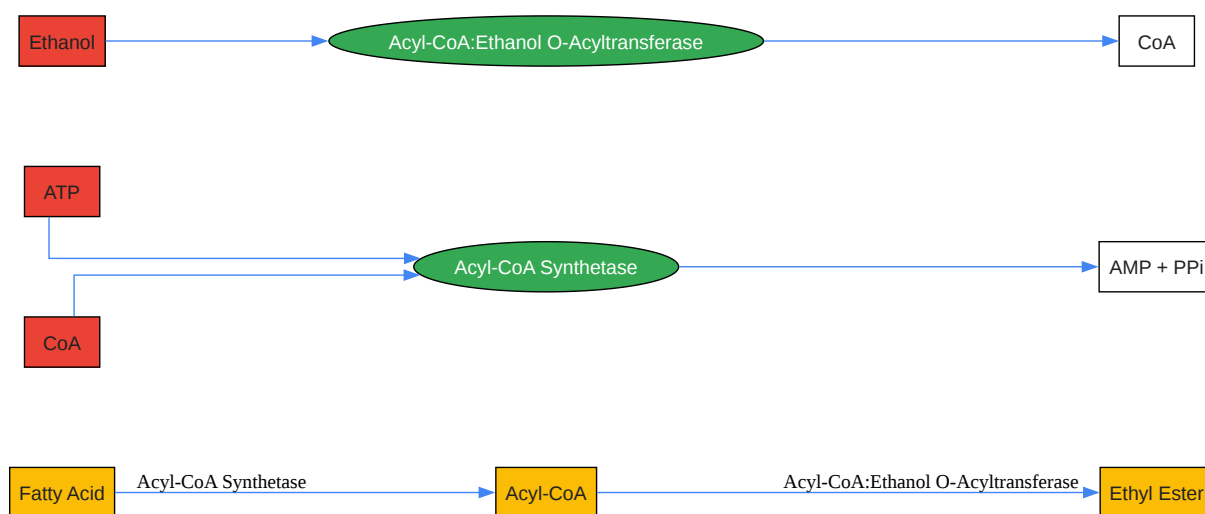 Ethanol
Acyl-CoA:Ethanol O-Acyltransferase
CoA
ATP
Acyl-CoA Synthetase
AMP + PPi
CoA
Fatty Acid
Acyl-CoA Synthetase
Acyl-CoA
Acyl-CoA:Ethanol O-Acyltransferase
Ethyl Ester